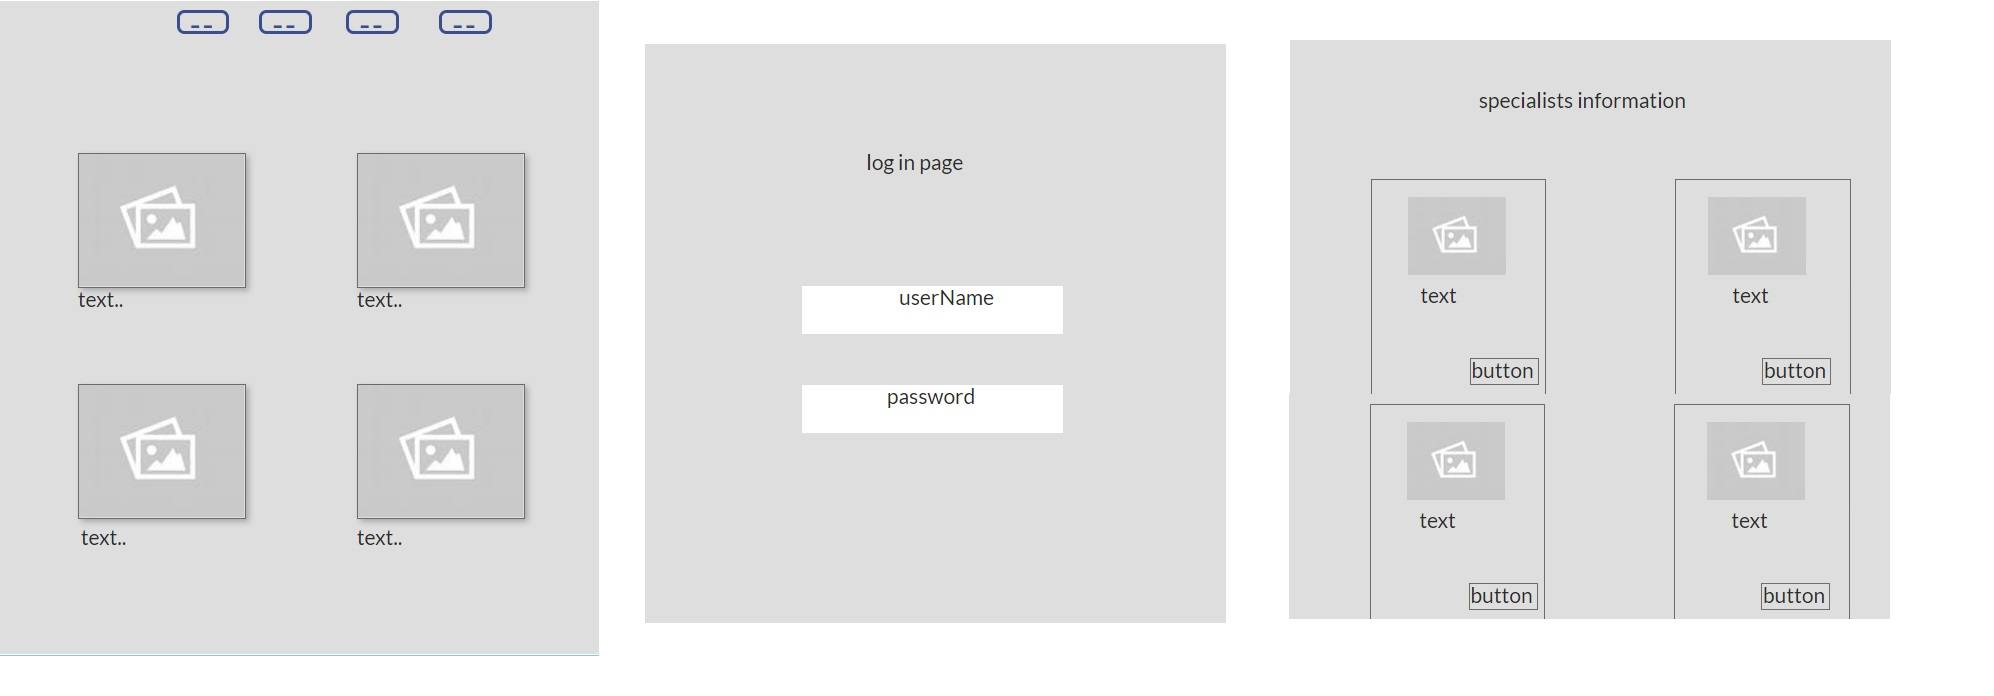 -- -- -- --
text.. text..
text.. text..
log in page
userName
password
specialists information
text text
button button
text text
button button